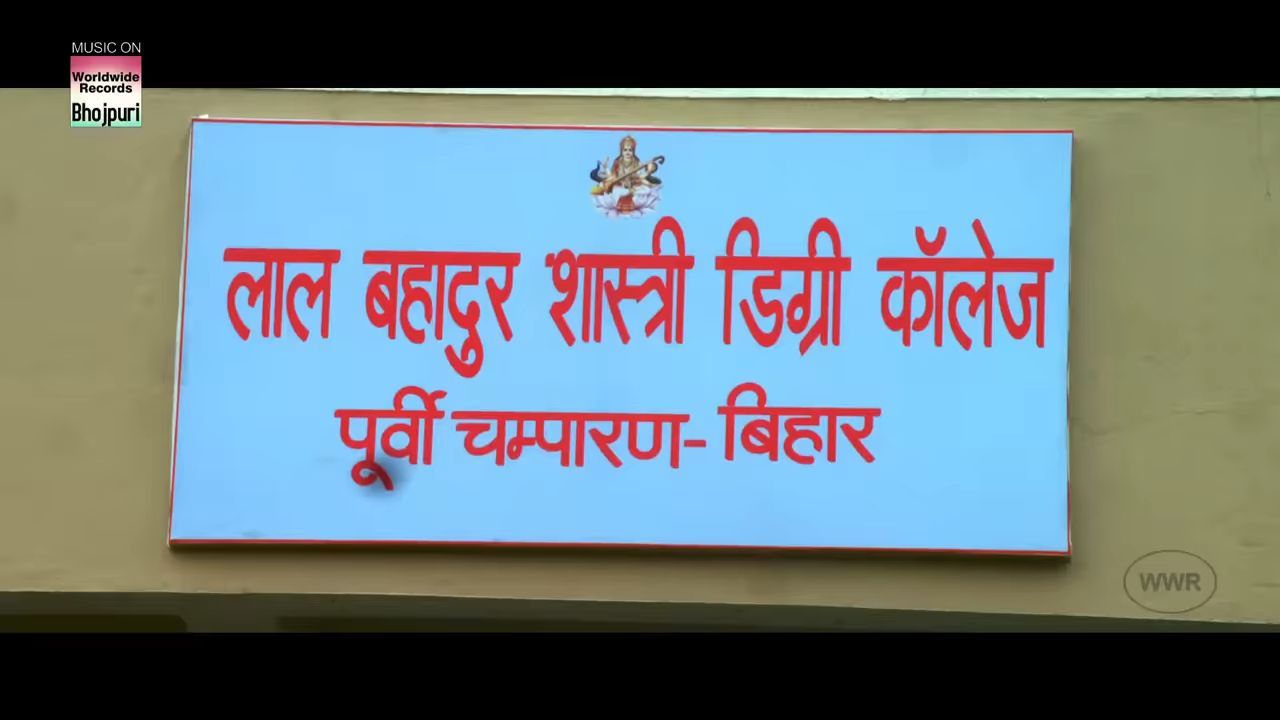 MUSIC ON
Worldwide
Records
Bhojpuri
लाल बहादुर शास्त्री डिग्री कॉलेज
पूर्वी चम्पारण-बिहार
WWR